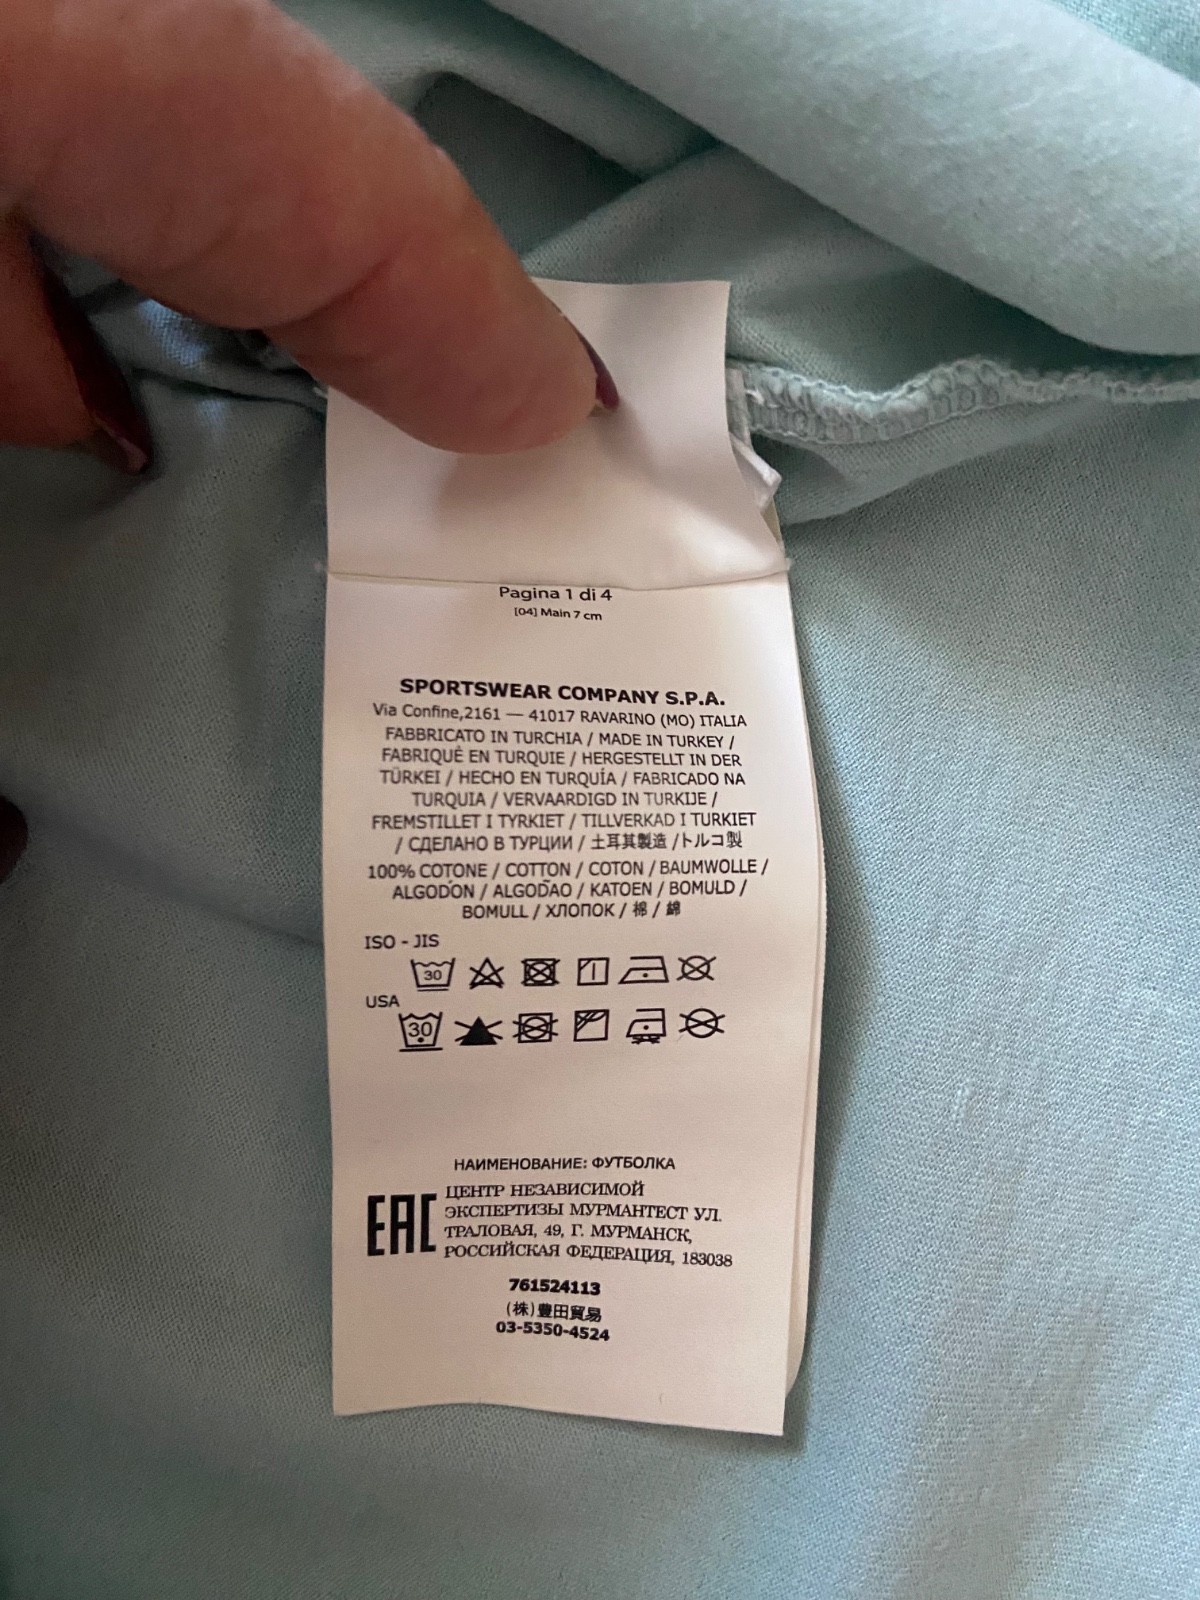 Pagina 1 di 4
[04] Main 7 cm
SPORTSWEAR COMPANY S.P.A.
Via Confine,2161 — 41017 RAVARINO (MO) ITALIA
FABBRICATO IN TURCHIA / MADE IN TURKEY /
FABRIQUÉ EN TURQUIE / HERGESTELLT IN DER
TÜRKEI / HECHO EN TURQUÍA / FABRICADO NA
TURQUIA / VERVAARDIGD IN TURKIJE /
FREMSTILLET I TYRKIET / TILLVERKAD I TURKIET
/ СДЕЛАНО В ТУРЦИИ / 土耳其製造 /トルコ製
100% COTONE / COTTON / COTON / BAUMWOLLE /
ALGODÓN / ALGODÃO / KATOEN / BOMULD /
BOMULL / ХЛОПОК / 棉 / 綿
ISO - JIS
30
USA
30
НАИМЕНОВАНИЕ: ФУТБОЛКА
EAC
ЦЕНТР НЕЗАВИСИМОЙ
ЭКСПЕРТИЗЫ МУРМАНТЕСТ УЛ.
ТРАЛОВАЯ, 49, Г. МУРМАНСК,
РОССИЙСКАЯ ФЕДЕРАЦИЯ, 183038
761524113
(株)豊田貿易
03-5350-4524